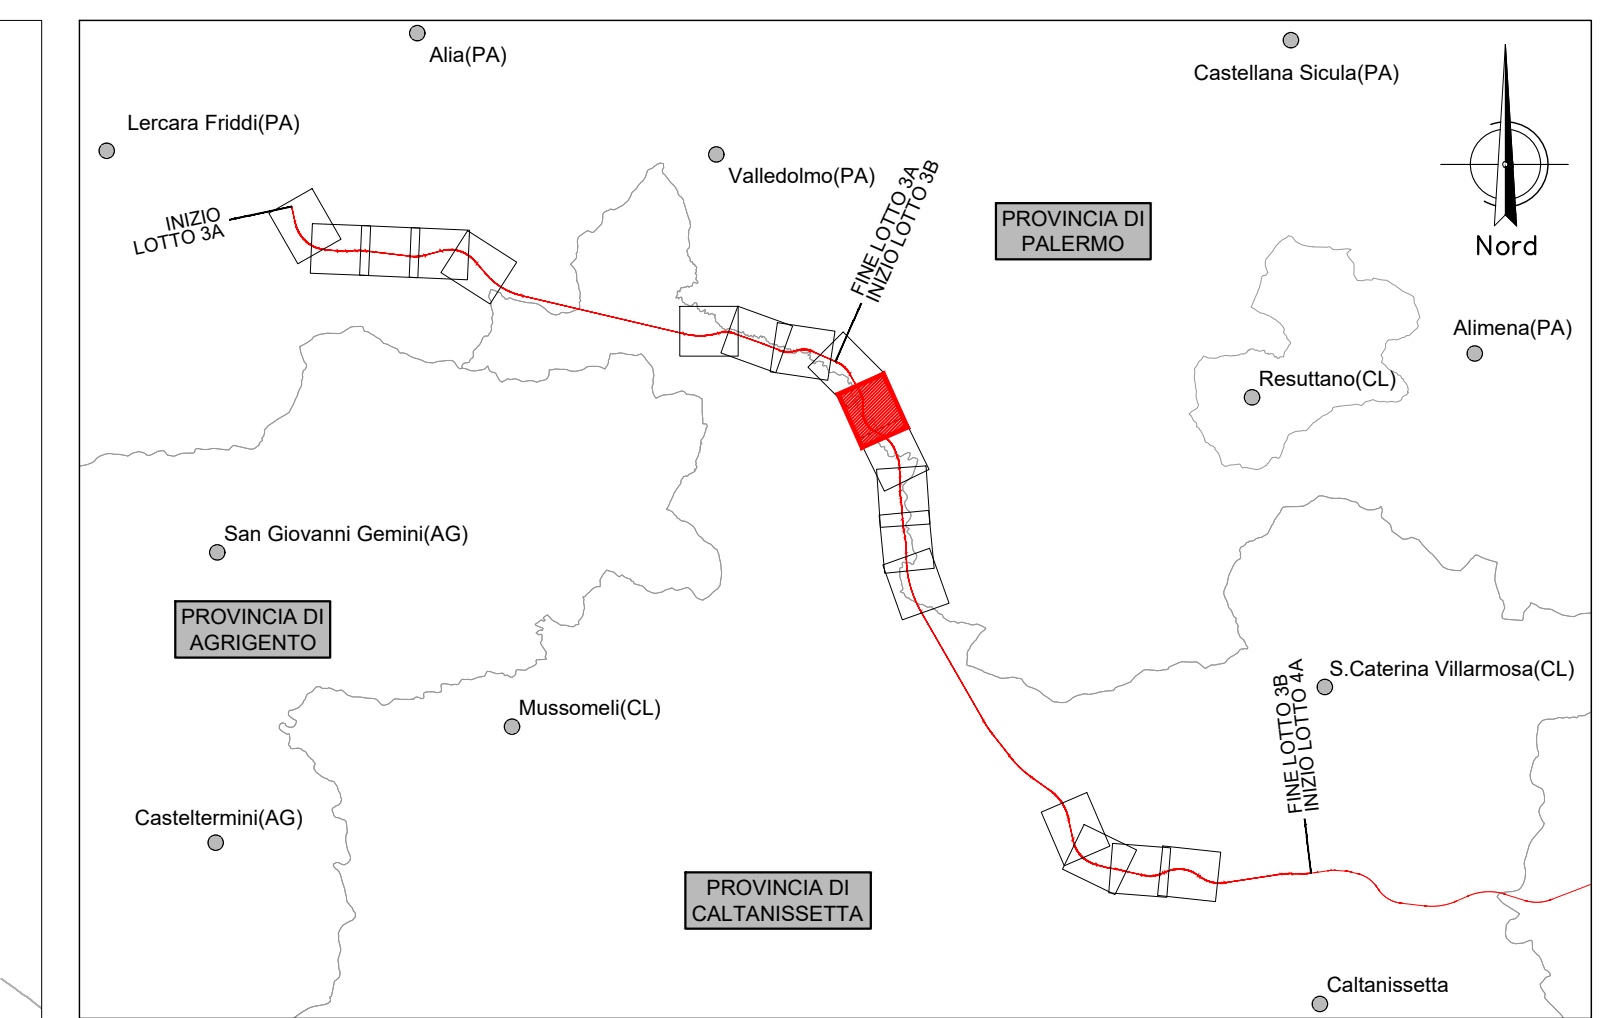 Alia(PA)
Castellana Sicula(PA)
Lercara Friddi(PA)
Valledolmo(PA)
INIZIO
LOTTO 3A
FINE LOTTO 3A
INIZIO LOTTO 3B
PROVINCIA DI
PALERMO
Nord
Alimena(PA)
Resuttano(CL)
San Giovanni Gemini(AG)
PROVINCIA DI
AGRIGENTO
S.Caterina Villarmosa(CL)
Mussomeli(CL)
FINE LOTTO 3B
INIZIO LOTTO 4A
Casteltermini(AG)
PROVINCIA DI
CALTANISSETTA
Caltanissetta